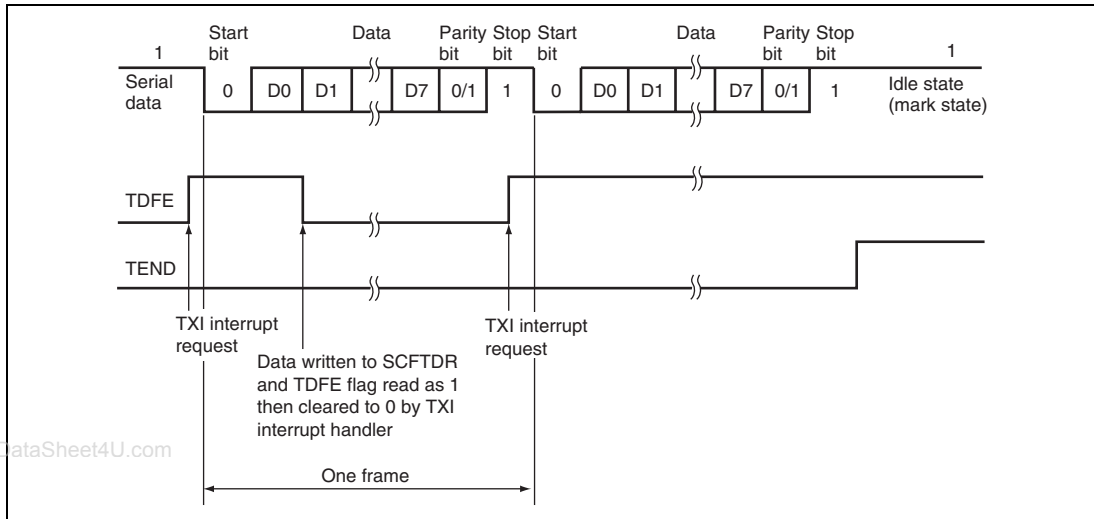 Start bit
Data
Parity bit
Stop bit
Start bit
Data
Parity bit
Stop bit
1
1
Serial data
0
D0
D1
D7
0/1
1
0
D0
D1
D7
0/1
1
Idle state
(mark state)
TDFE
TEND
TXI interrupt
request
TXI interrupt
request
Data written to SCFTDR
and TDFE flag read as 1
then cleared to 0 by TXI
interrupt handler
DataSheet4U.com
One frame